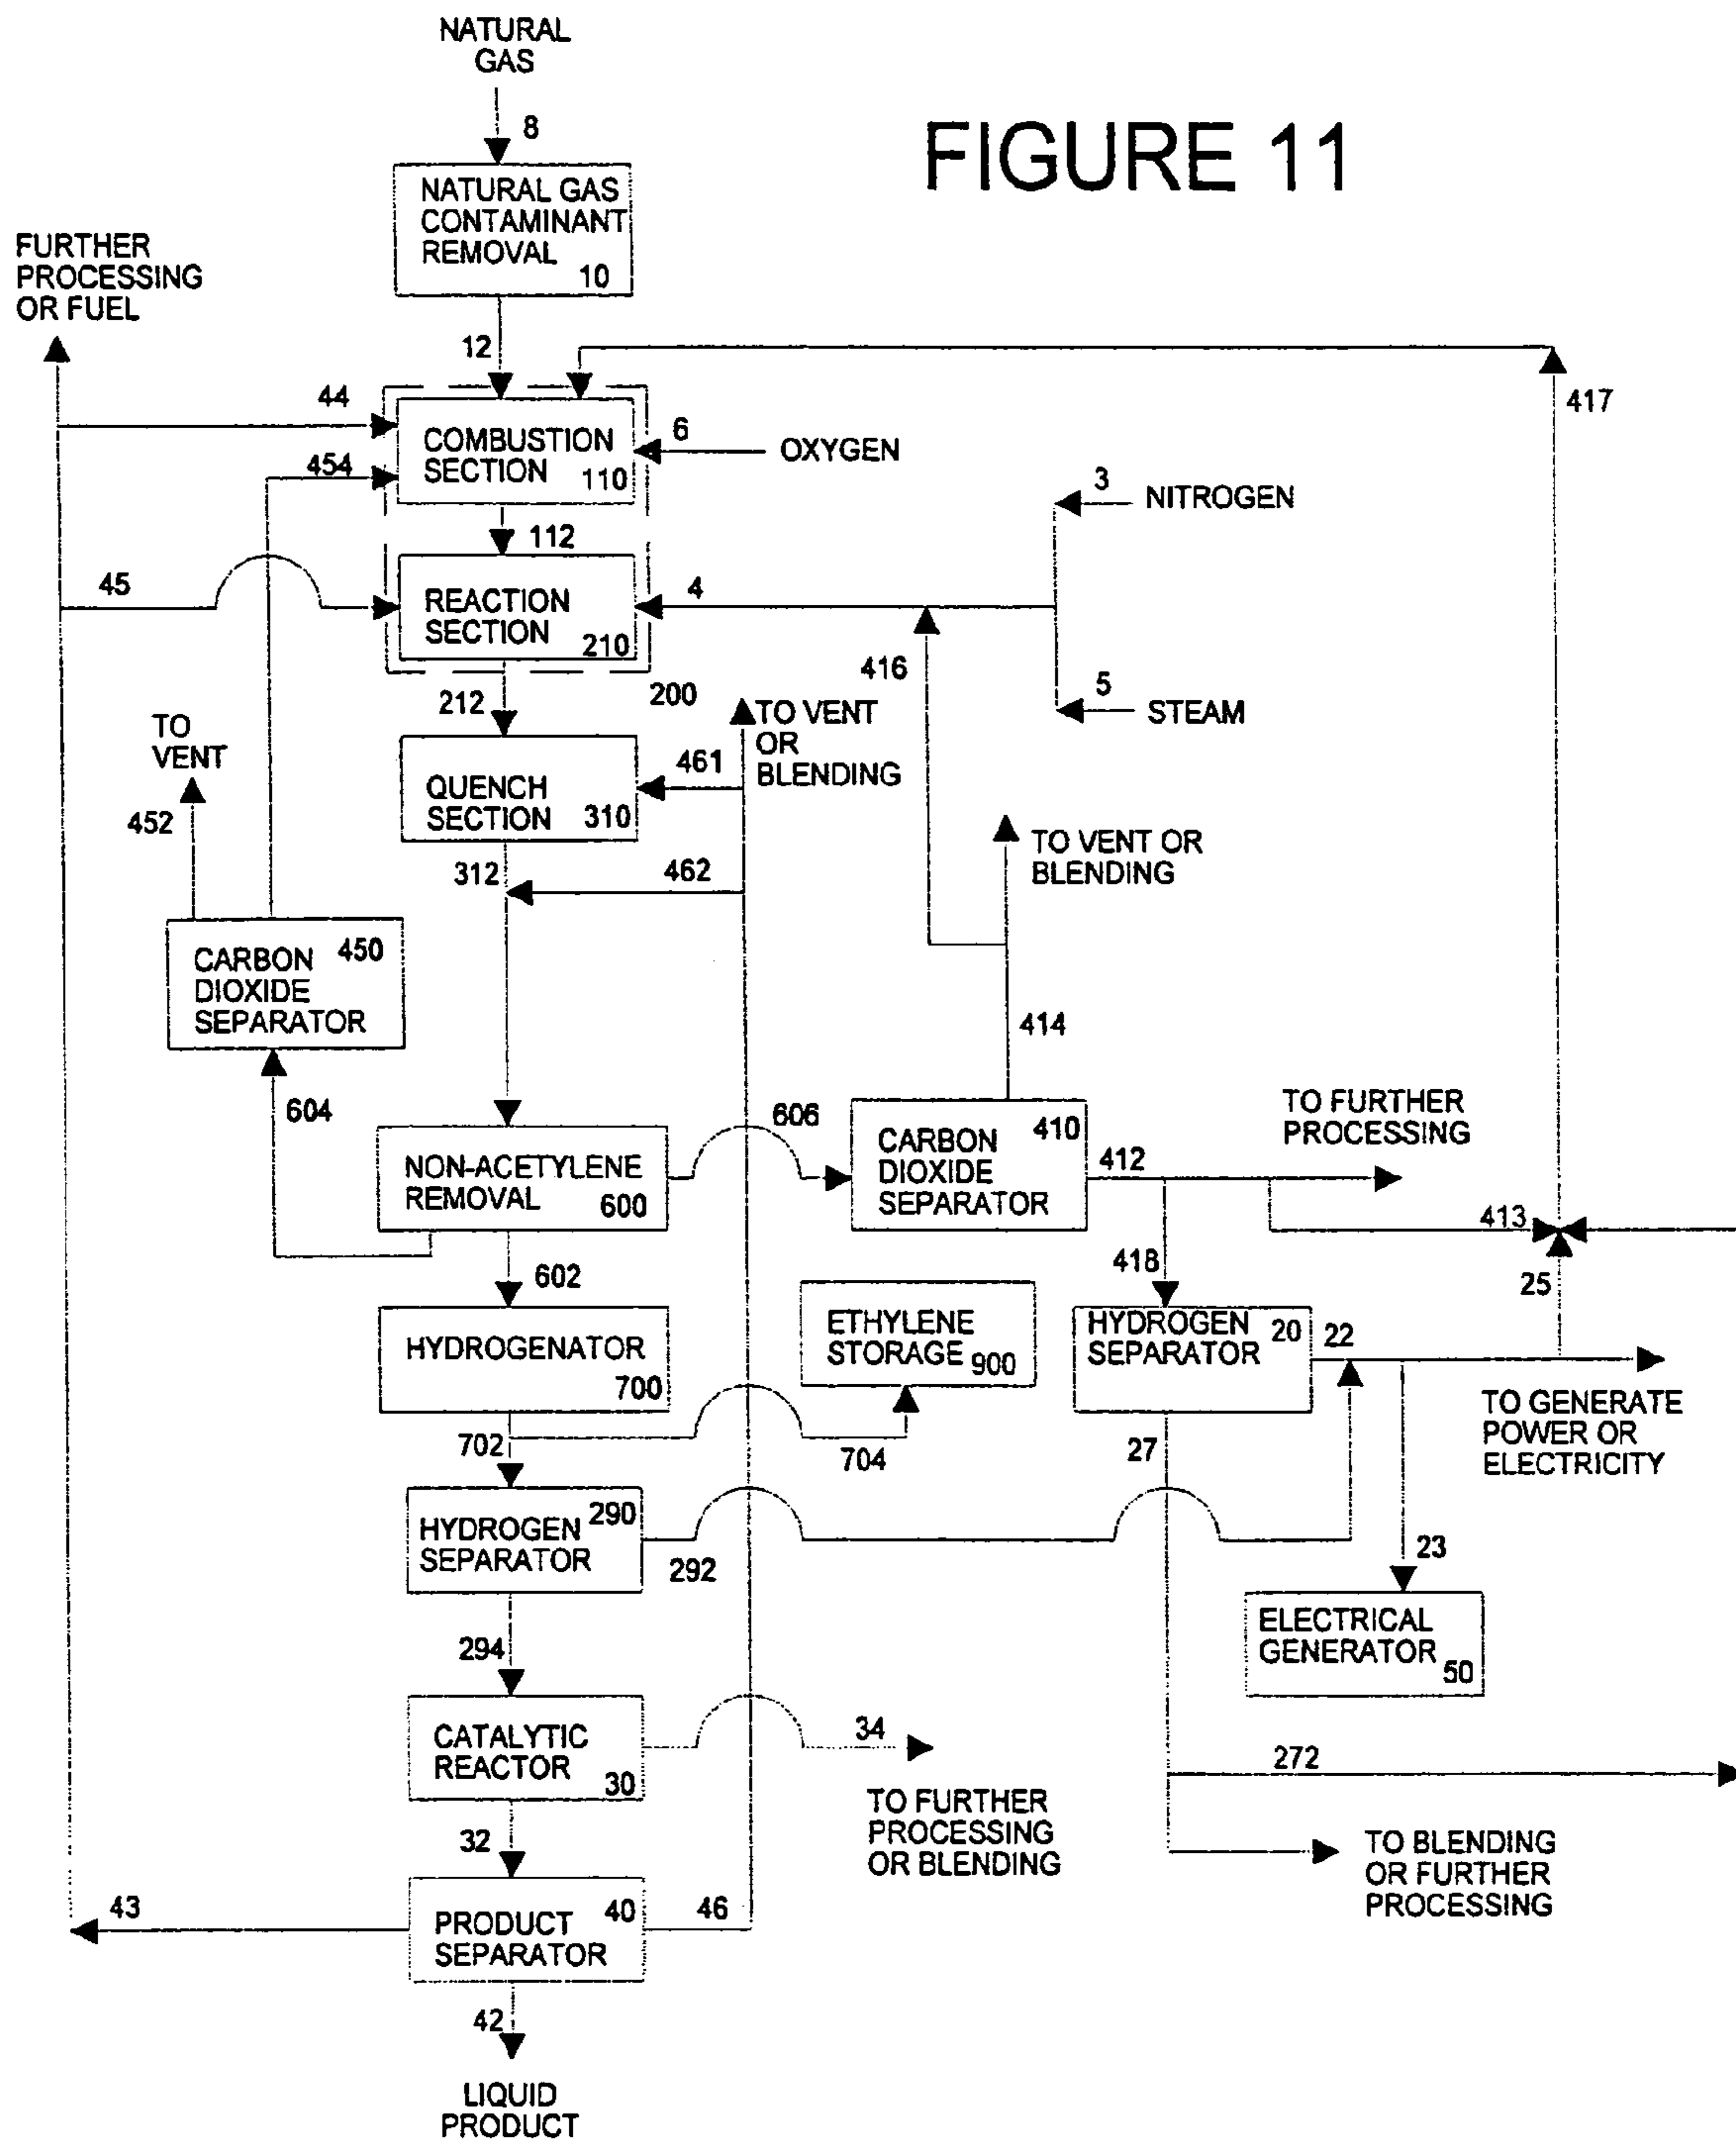 NATURAL
GAS
8
FIGURE 11
NATURAL GAS
CONTAMINANT
REMOVAL
10
FURTHER
PROCESSING
OR FUEL
12
417
44
COMBUSTION
SECTION
110
6
OXYGEN
454
3
NITROGEN
112
45
REACTION
SECTION
210
4
416
5
STEAM
200
212
TO VENT
OR
BLENDING
TO
VENT
452
QUENCH
SECTION
310
461
TO VENT OR
BLENDING
312
462
CARBON
DIOXIDE
SEPARATOR
450
414
604
606
NON-ACETYLENE
REMOVAL
600
CARBON
DIOXIDE
SEPARATOR
410
412
TO FURTHER
PROCESSING
413
418
25
602
HYDROGENATOR
700
ETHYLENE
STORAGE
900
HYDROGEN
SEPARATOR
20
22
TO GENERATE
POWER OR
ELECTRICITY
702
704
27
HYDROGEN
SEPARATOR
290
292
23
ELECTRICAL
GENERATOR
50
294
CATALYTIC
REACTOR
30
34
TO FURTHER
PROCESSING
OR BLENDING
272
TO BLENDING
OR FURTHER
PROCESSING
32
43
PRODUCT
SEPARATOR
40
46
42
LIQUID
PRODUCT